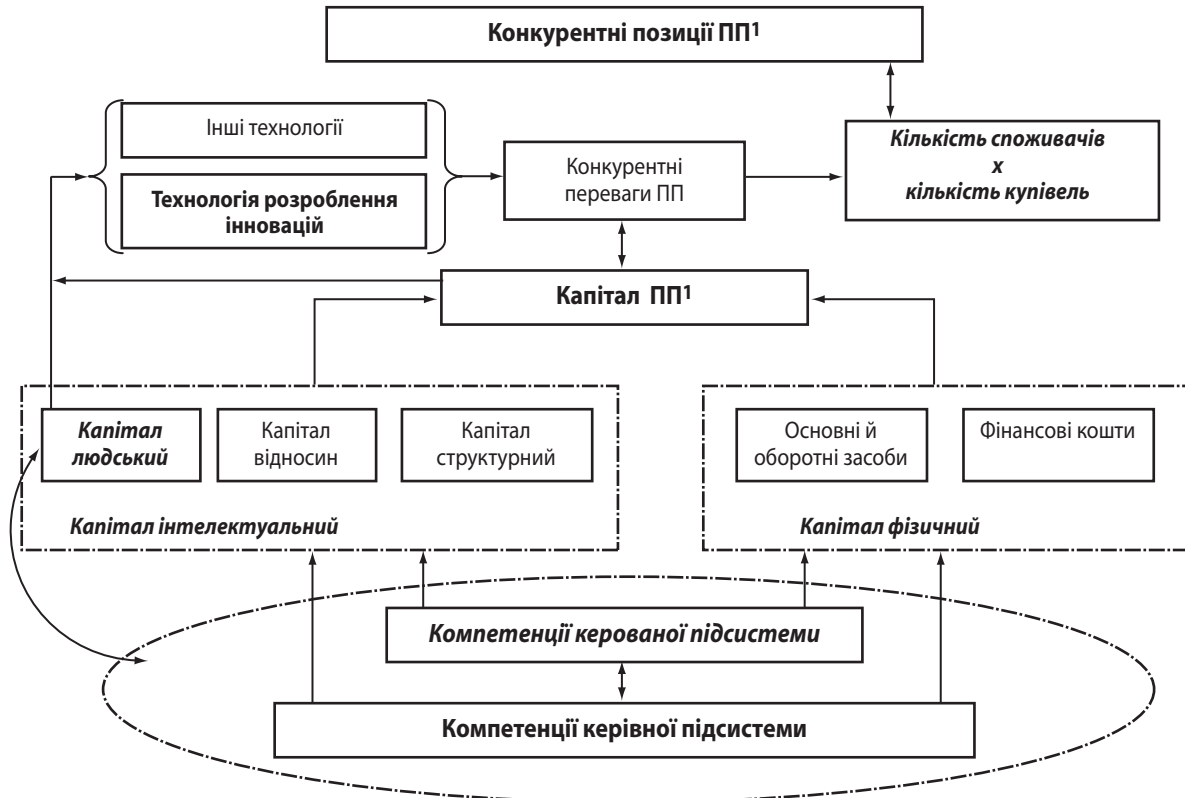 Конкурентні позиції ПП1
Інші технології
Технологія розроблення
інновацій
Конкурентні
переваги ПП
Кількість споживачів
x
кількість купівель
Капітал ПП1
Капітал
людський
Капітал
відносин
Капітал
структурний
Капітал інтелектуальний
Основні й
оборотні засоби
Фінансові кошти
Капітал фізичний
Компетенції керованої підсистеми
Компетенції керівної підсистеми